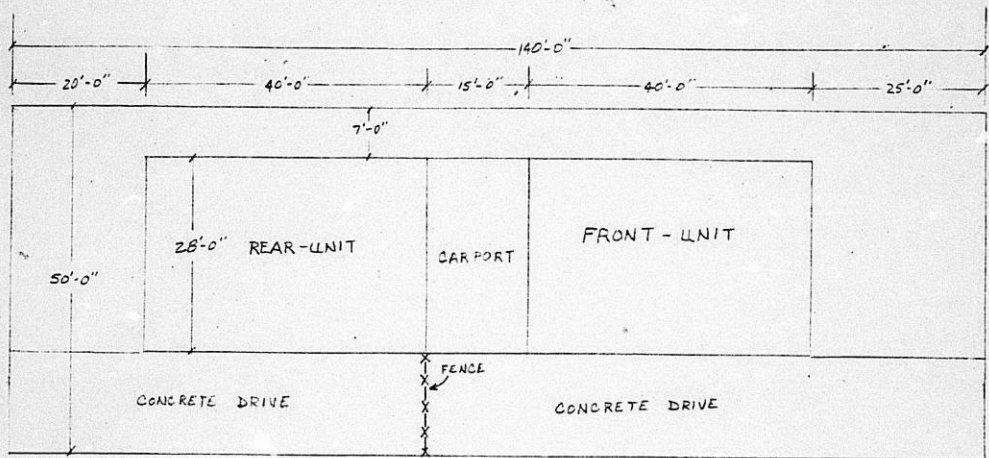 140'-0"
20'-0" 40'-0" 15'-0" 40'-0" 25'-0"
7'-0"
28'-0" REAR-UNIT CARPORT FRONT-UNIT
50'-0"
FENCE
CONCRETE DRIVE CONCRETE DRIVE